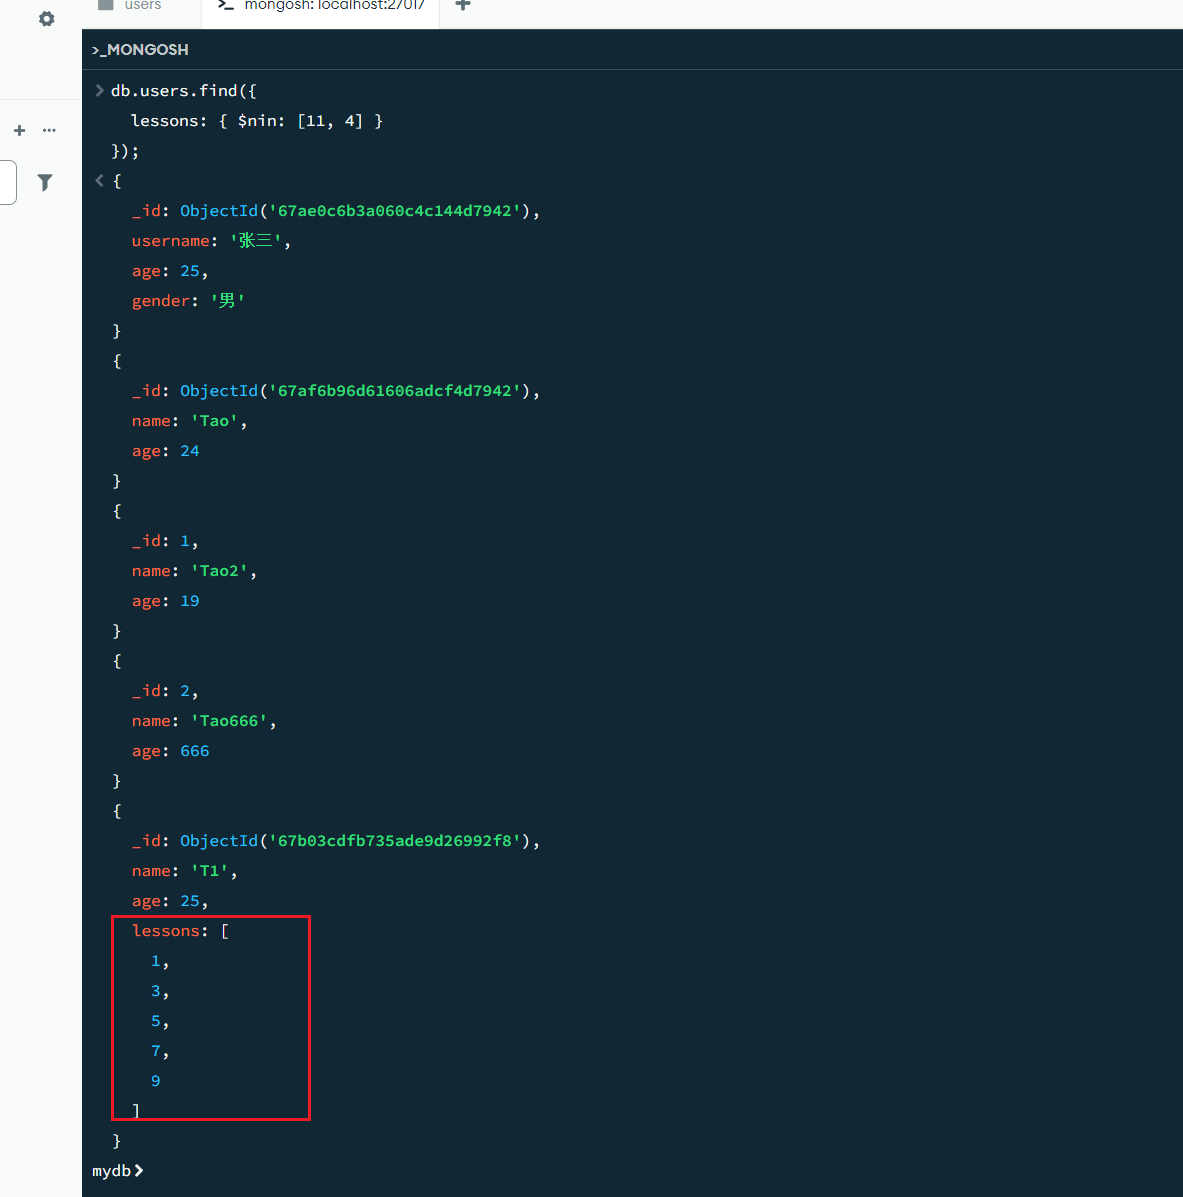 users
mongosh: localhost:27017
>_MONGOSH
db.users.find({
lessons: { $nin: [11, 4] }
});
{
_id: ObjectId('67ae0c6b3a060c4c144d7942'),
username: '张三',
age: 25,
gender: '男'
}
{
_id: ObjectId('67af6b96d61606adcf4d7942'),
name: 'Tao',
age: 24
}
{
_id: 1,
name: 'Tao2',
age: 19
}
{
_id: 2,
name: 'Tao666',
age: 666
}
{
_id: ObjectId('67b03cdfb735ade9d26992f8'),
name: 'T1',
age: 25,
lessons: [
1,
3,
5,
7,
9
]
}
mydb>